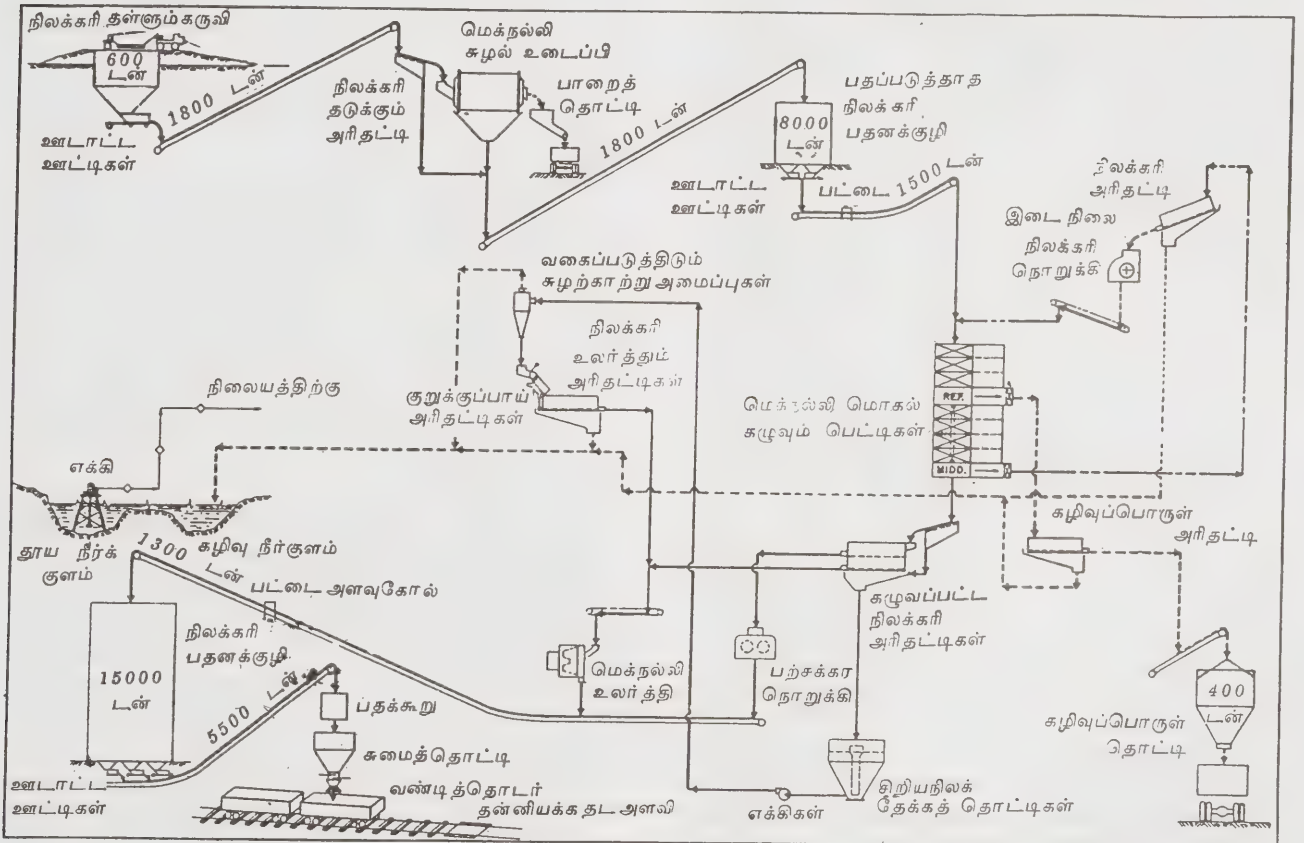 நிலக்கரி தள்ளும்கருவி
600
டன்
1800 டன்
ஊடாட்ட
ஊட்டிகள்
நிலக்கரி
தடுக்கும்
அரிதட்டி
மெக்நல்லி
சுழல் உடைப்பி
பாறைத்
தொட்டி
1800 டன்
பதப்படுத்தாத
நிலக்கரி
பதனக்குழி
8000
டன்
ஊடாட்ட
ஊட்டிகள்
பட்டை 1500 டன்
நிலக்கரி
அரிதட்டி
இடை நிலை
நிலக்கரி
நொறுக்கி
வகைப்படுத்திடும்
சுழற்காற்று அமைப்புகள்
நிலக்கரி
உலர்த்தும்
அரிதட்டிகள்
குறுக்குப்பாய்
அரிதட்டிகள்
நிலையத்திற்கு
எக்கி
தூய நீர்க்
குளம்
கழிவு நீர்குளம்
மெக்நல்லி மொகல்
கழுவும் பெட்டிகள்
REF.
MIDD.
கழிவுப்பொருள்
அரிதட்டி
1300
டன்
பட்டை அளவுகோல்
நிலக்கரி
பதனக்குழி
15000
டன்
5500 டன்
ஊடாட்ட
ஊட்டிகள்
பதக்கூறு
சுமைத்தொட்டி
வண்டித்தொடர்
தன்னியக்க தட அளவி
மெக்நல்லி
உலர்த்தி
பற்சக்கர
நொறுக்கி
கழுவப்பட்ட
நிலக்கரி
அரிதட்டிகள்
எக்கிகள்
சிறியநிலக்
தேக்கத் தொட்டிகள்
கழிவுப்பொருள்
தொட்டி
400
டன்